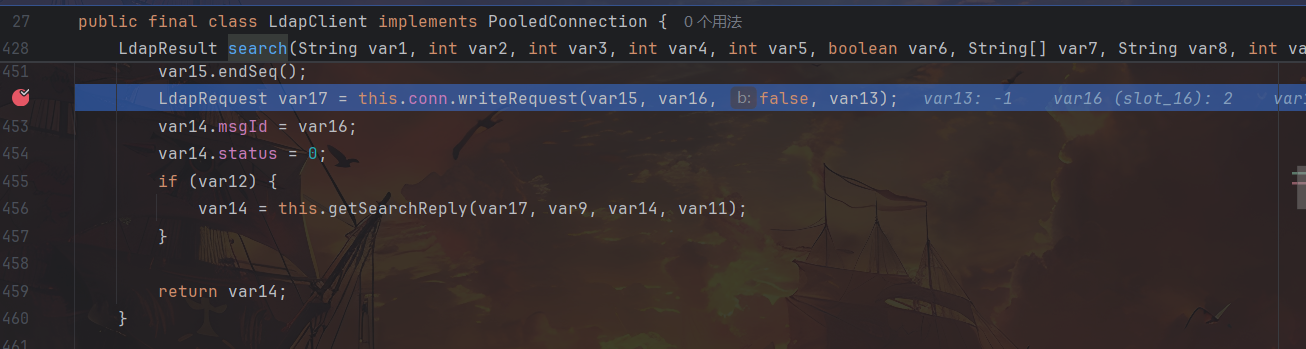 27 public final class LdapClient implements PooledConnection { 0 个用法
428 LdapResult search(String var1, int var2, int var3, int var4, int var5, boolean var6, String[] var7, String var8, int va
451 var15.endSeq();
LdapRequest var17 = this.conn.writeRequest(var15, var16, b: false, var13); var13: -1 var16 (slot_16): 2 var
453 var14.msgId = var16;
454 var14.status = 0;
455 if (var12) {
456 var14 = this.getSearchReply(var17, var9, var14, var11);
457 }
458
459 return var14;
460 }
461